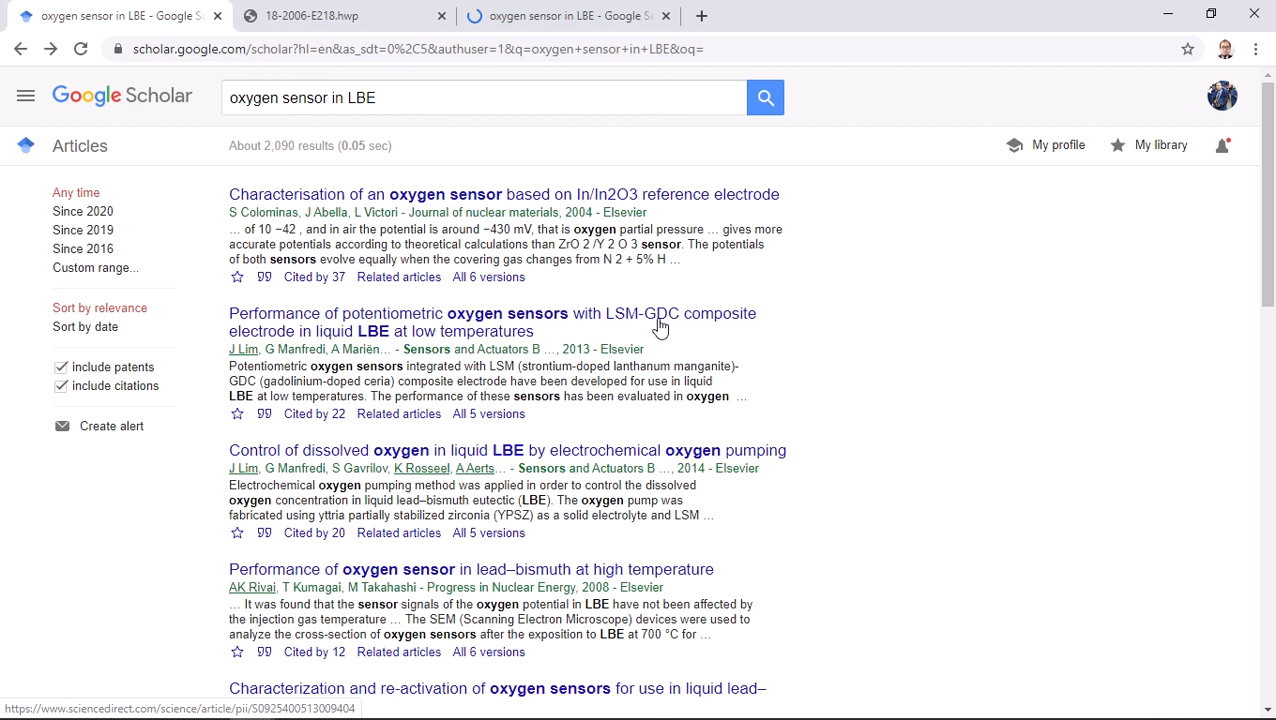 oxygen sensor in LBE - Google Sc
18-2006-E218.hwp
oxygen sensor in LBE - Google Sc
scholar.google.com/scholar?hl=en&as_sdt=0%2C5&authuser=1&q=oxygen+sensor+in+LBE&oq=
Google Scholar
oxygen sensor in LBE
Articles
About 2,090 results (0.05 sec)
My profile
My library
Any time
Since 2020
Since 2019
Since 2016
Custom range...
Sort by relevance
Sort by date
include patents
include citations
Create alert
Characterisation of an oxygen sensor based on In/In2O3 reference electrode
S Colominas, J Abella, L Victori - Journal of nuclear materials, 2004 - Elsevier
... of 10 −42 , and in air the potential is around −430 mV, that is oxygen partial pressure ... gives more
accurate potentials according to theoretical calculations than ZrO 2 /Y 2 O 3 sensor. The potentials
of both sensors evolve equally when the covering gas changes from N 2 + 5% H ...
Cited by 37 Related articles All 6 versions
Performance of potentiometric oxygen sensors with LSM-GDC composite
electrode in liquid LBE at low temperatures
J Lim, G Manfredi, A Mariën... - Sensors and Actuators B ..., 2013 - Elsevier
Potentiometric oxygen sensors integrated with LSM (strontium-doped lanthanum manganite)-
GDC (gadolinium-doped ceria) composite electrode have been developed for use in liquid
LBE at low temperatures. The performance of these sensors has been evaluated in oxygen ...
Cited by 22 Related articles All 5 versions
Control of dissolved oxygen in liquid LBE by electrochemical oxygen pumping
J Lim, G Manfredi, S Gavrilov, K Rosseel, A Aerts... - Sensors and Actuators B ..., 2014 - Elsevier
Electrochemical oxygen pumping method was applied in order to control the dissolved
oxygen concentration in liquid lead–bismuth eutectic (LBE). The oxygen pump was
fabricated using yttria partially stabilized zirconia (YPSZ) as a solid electrolyte and LSM ...
Cited by 20 Related articles All 5 versions
Performance of oxygen sensor in lead–bismuth at high temperature
AK Rivai, T Kumagai, M Takahashi - Progress in Nuclear Energy, 2008 - Elsevier
... It was found that the sensor signals of the oxygen potential in LBE have not been affected by
the injection gas temperature ... The SEM (Scanning Electron Microscope) devices were used to
analyze the cross-section of oxygen sensors after the exposition to LBE at 700 °C for ...
Cited by 12 Related articles All 6 versions
Characterization and re-activation of oxygen sensors for use in liquid lead–
https://www.sciencedirect.com/science/article/pii/S0925400513009404